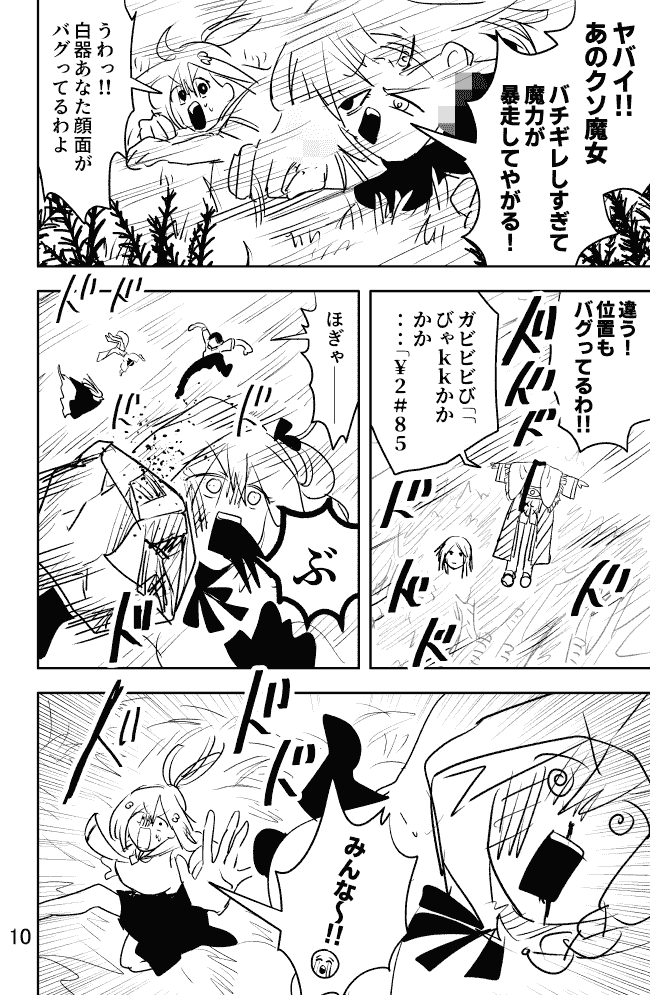 ヤバイ!!
あのクソ魔女
バチギレしすぎて
魔力が
暴走してやがる!
うわっ!!
白器あなた顔面が
バグってるわよ
違う!
位置も
バグってるわ!!
ガビビビび「「
びゃｋｋかか
かか
‥‥「¥2#85
ドドド
ドド
ド
ほぎゃ――
ドド
ド
ド
ぶ
ド
ドド
ドド
みんな〜!!
😭
10